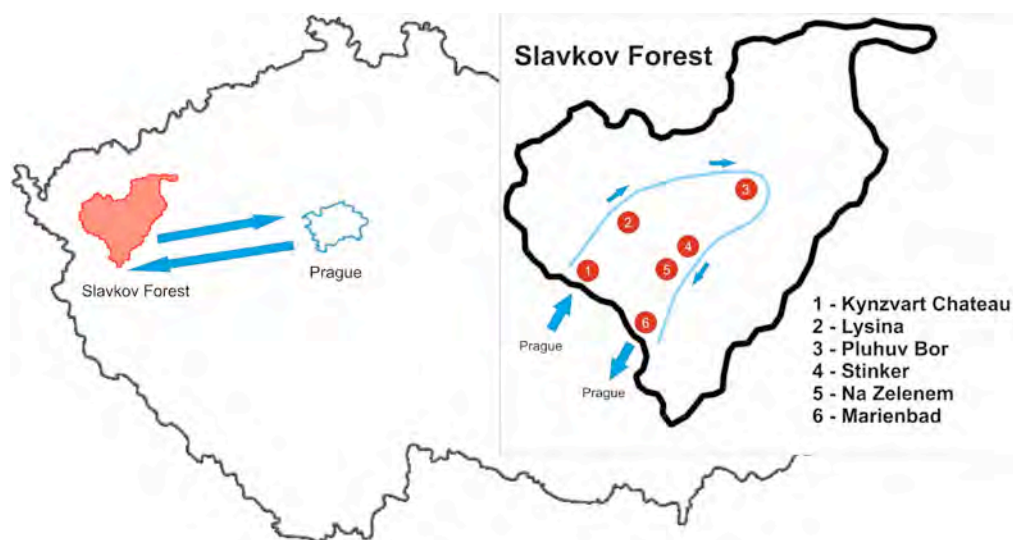 Slavkov Forest
Prague
Slavkov Forest
1
2
3
4
5
6
Prague
Prague
1 - Kynzvart Chateau
2 - Lysina
3 - Pluhuv Bor
4 - Stinker
5 - Na Zelenem
6 - Marienbad